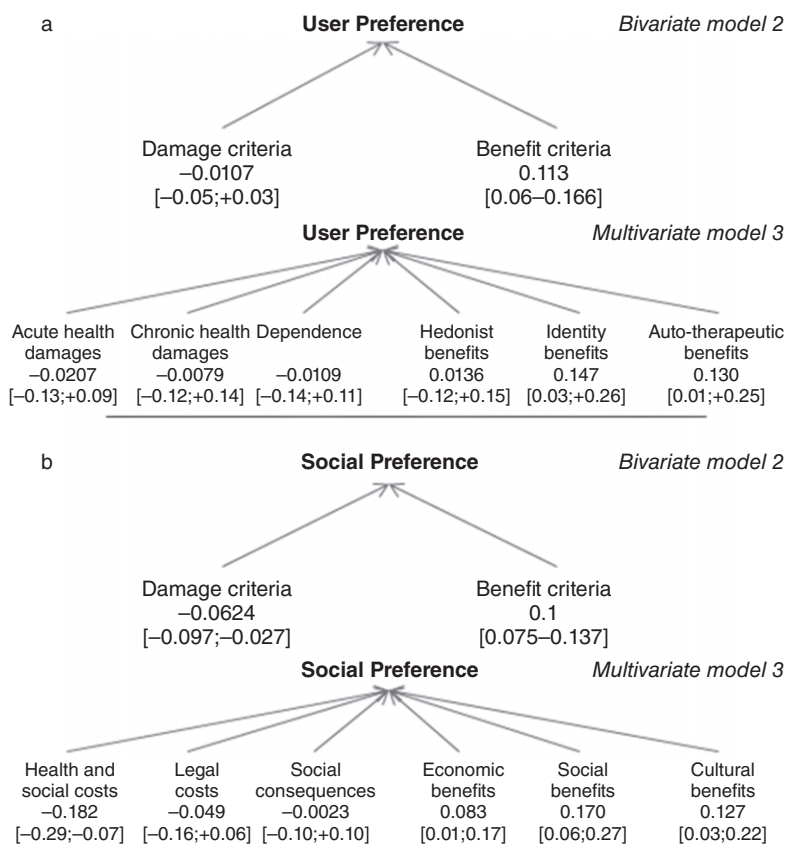 a User Preference Bivariate model 2
Damage criteria Benefit criteria
–0.0107 0.113
[–0.05;+0.03] [0.06–0.166]
User Preference Multivariate model 3
Acute health Chronic health Dependence Hedonist Identity Auto-therapeutic
damages damages benefits benefits benefits
–0.0207 –0.0079 –0.0109 0.0136 0.147 0.130
[–0.13;+0.09] [–0.12;+0.14] [–0.14;+0.11] [–0.12;+0.15] [0.03;+0.26] [0.01;+0.25]
b Social Preference Bivariate model 2
Damage criteria Benefit criteria
–0.0624 0.1
[–0.097;–0.027] [0.075–0.137]
Social Preference Multivariate model 3
Health and Legal Social Economic Social Cultural
social costs costs consequences benefits benefits benefits
–0.182 –0.049 –0.0023 0.083 0.170 0.127
[–0.29;–0.07] [–0.16;+0.06] [–0.10;+0.10] [0.01;0.17] [0.06;0.27] [0.03;0.22]